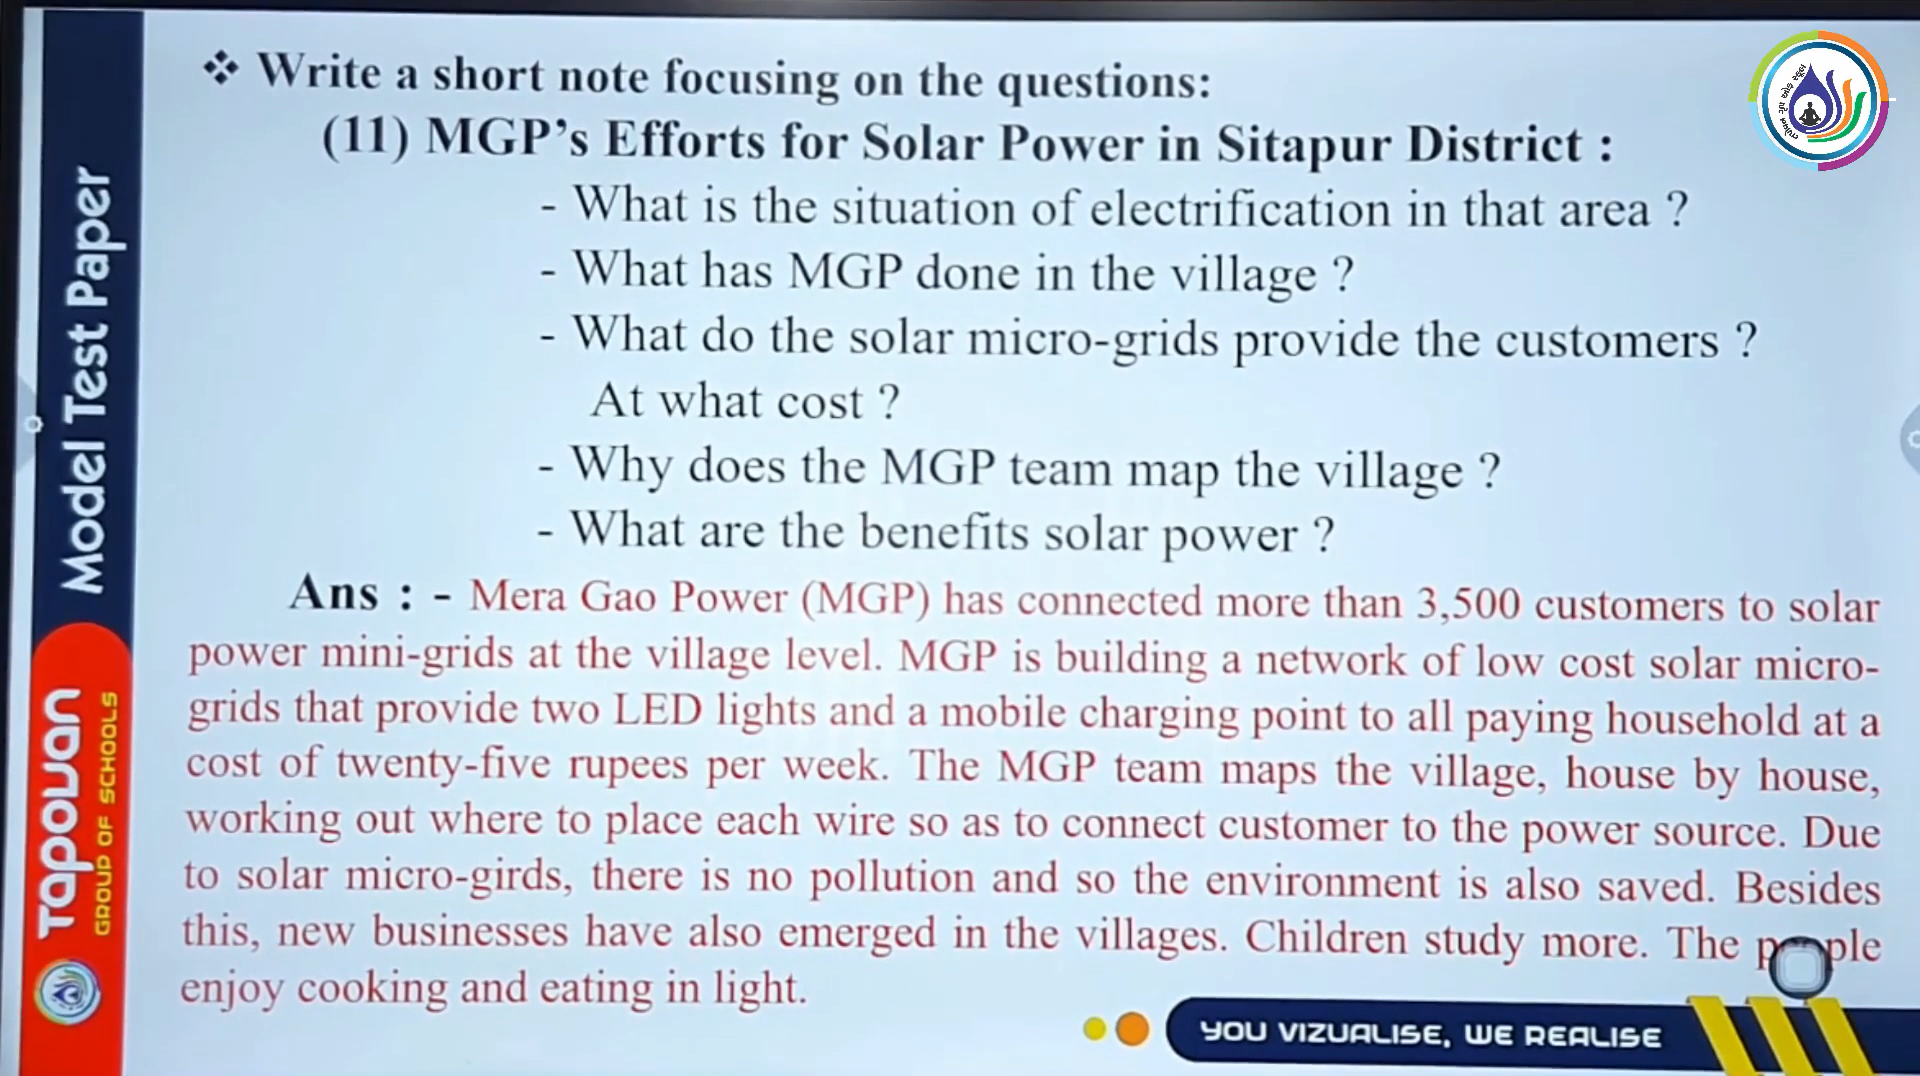 ❖ Write a short note focusing on the questions:
(11) MGP’s Efforts for Solar Power in Sitapur District :
- What is the situation of electrification in that area ?
- What has MGP done in the village ?
- What do the solar micro-grids provide the customers ?
At what cost ?
- Why does the MGP team map the village ?
- What are the benefits solar power ?
Ans : - Mera Gao Power (MGP) has connected more than 3,500 customers to solar
power mini-grids at the village level. MGP is building a network of low cost solar micro-
grids that provide two LED lights and a mobile charging point to all paying household at a
cost of twenty-five rupees per week. The MGP team maps the village, house by house,
working out where to place each wire so as to connect customer to the power source. Due
to solar micro-girds, there is no pollution and so the environment is also saved. Besides
this, new businesses have also emerged in the villages. Children study more. The people
enjoy cooking and eating in light.
Model Test Paper
TAPOVAN
GROUP OF SCHOOLS
YOU VIZUALISE, WE REALISE